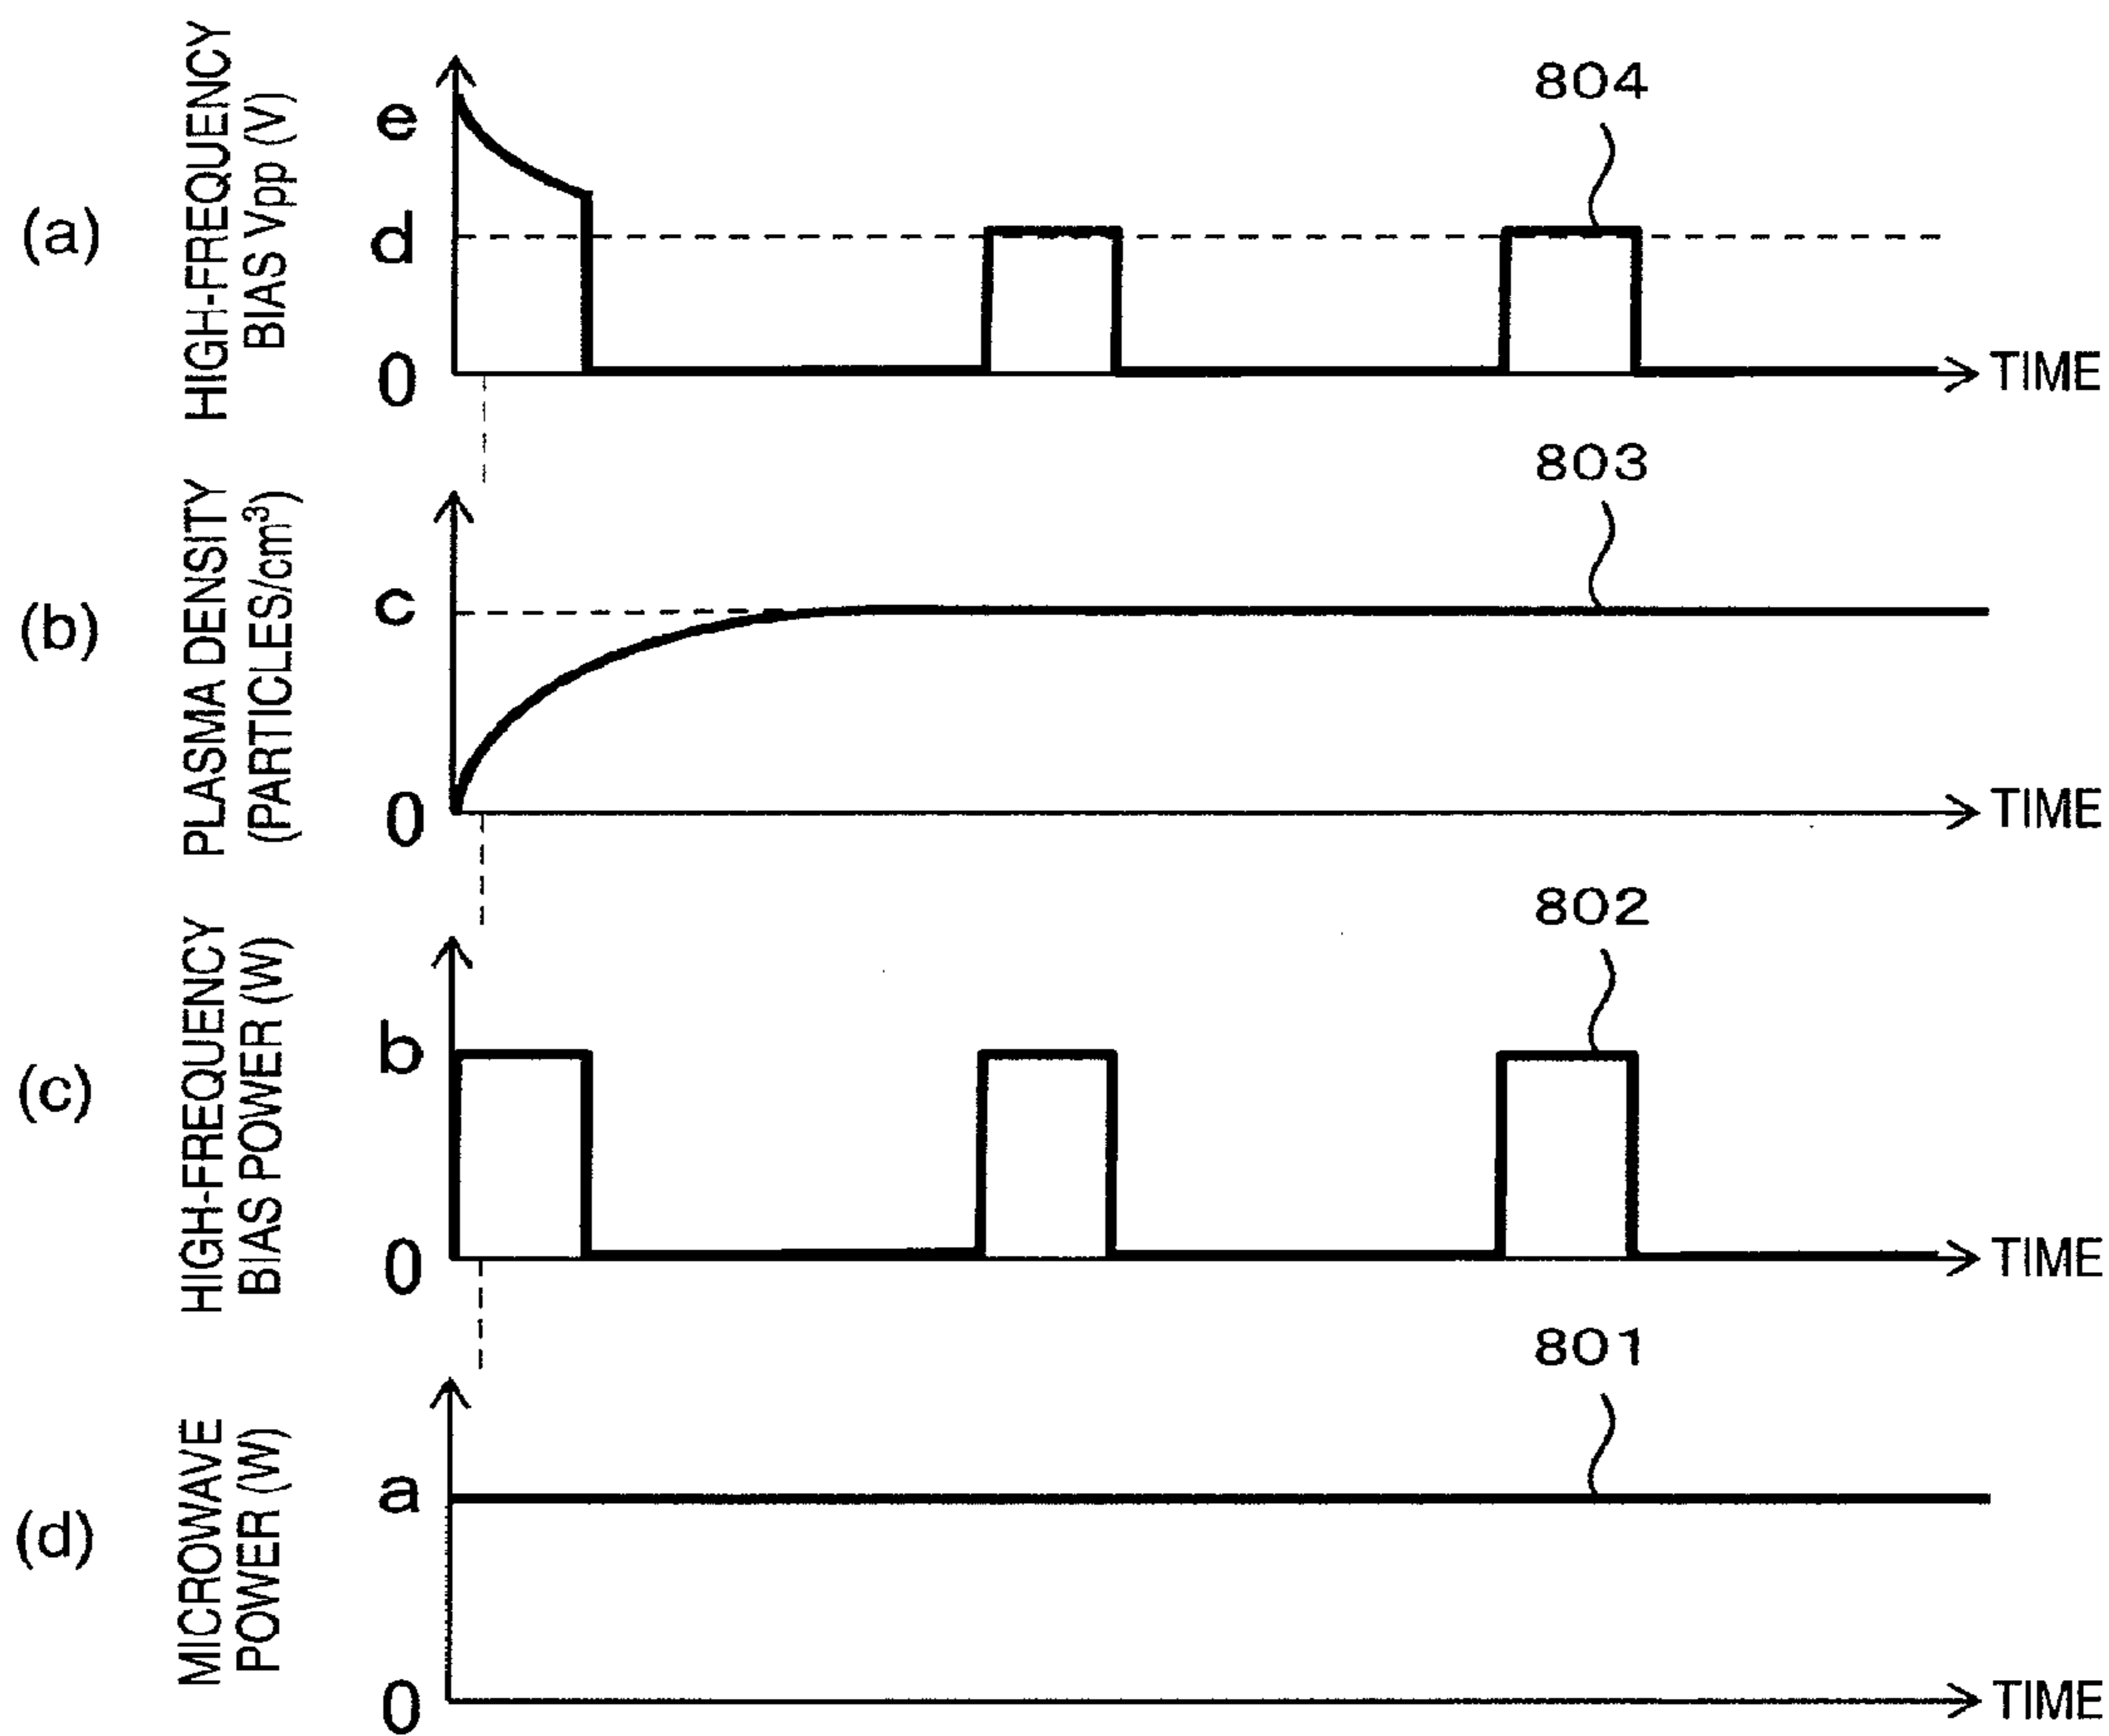 (a)
HIGH-FREQUENCY
BIAS Vpp (V)
e
d
0
804
TIME
(b)
PLASMA DENSITY
(PARTICLES/cm³)
c
0
803
TIME
(c)
HIGH-FREQUENCY
BIAS POWER (W)
b
0
802
TIME
(d)
MICROWAVE
POWER (W)
a
0
801
TIME